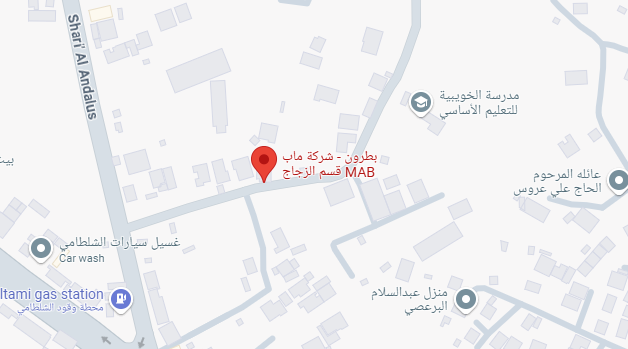 Shari' Al Andalus
مدرسة الخويبية
للتعليم الأساسي
بطرون - شركة ماب
قسم الزجاج MAB
عائله المرحوم
الحاج علي عروس
بيت
غسيل سيارات الشلطامي
Car wash
ltami gas station
محطة وقود الشلطامي
منزل عبدالسلام
البرعصي